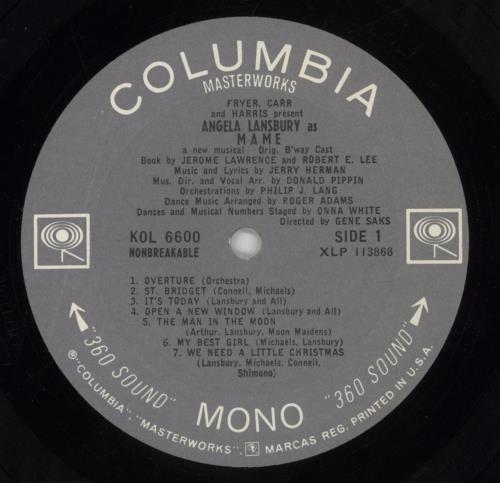 COLUMBIA
MASTERWORKS
FRYER, CARR
and HARRIS present
ANGELA LANSBURY as
MAME
a new musical Orig. B'way Cast
Book by JEROME LAWRENCE and ROBERT E. LEE
Music and Lyrics by JERRY HERMAN
Mus. Dir. and Vocal Arr. by DONALD PIPPIN
Orchestrations by PHILIP J. LANG
Dance Music Arranged by ROGER ADAMS
Dances and Musical Numbers Staged by ONNA WHITE
Directed by GENE SAKS
KOL 6600 SIDE 1
NONBREAKABLE XLP 113868
1. OVERTURE (Orchestra)
2. ST. BRIDGET (Connell, Michaels)
3. IT'S TODAY (Lansbury and All)
4. OPEN A NEW WINDOW (Lansbury and All)
5. THE MAN IN THE MOON
(Arthur, Lansbury, Moon Maidens)
6. MY BEST GIRL (Michaels, Lansbury)
7. WE NEED A LITTLE CHRISTMAS
(Lansbury, Michaels, Connell,
Shimono)
"360 SOUND" MONO "360 SOUND"
®"COLUMBIA", "MASTERWORKS", MARCAS REG. PRINTED IN U.S.A.